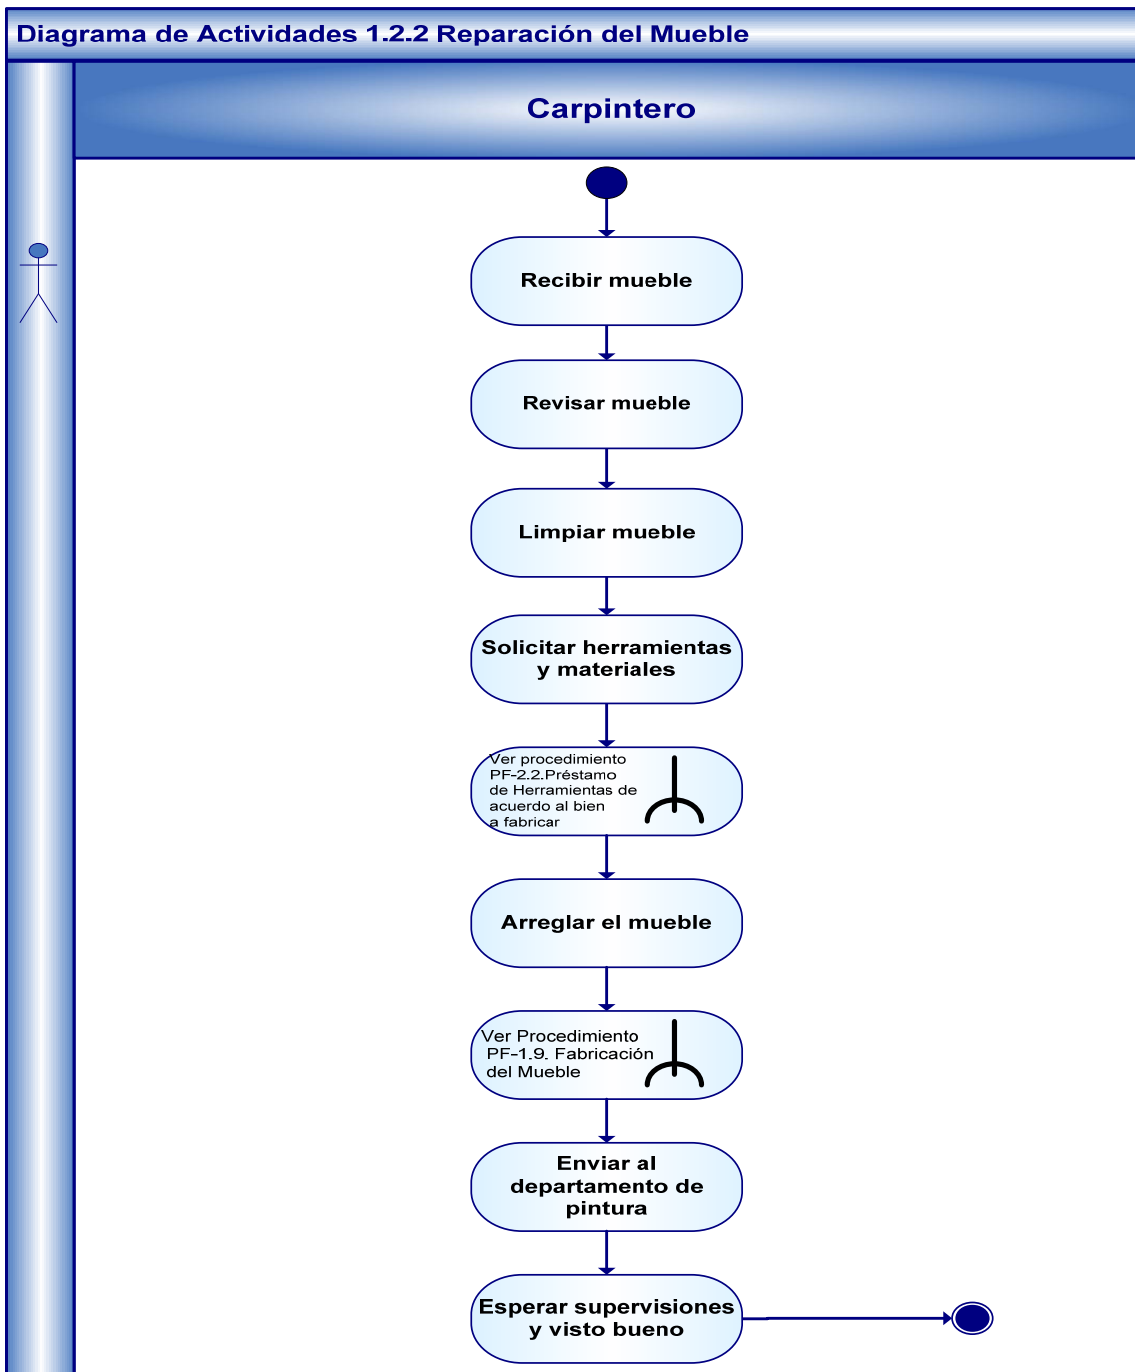 Diagrama de Actividades 1.2.2 Reparación del Mueble
Carpintero
Recibir mueble
Revisar mueble
Limpiar mueble
Solicitar herramientas
y materiales
Ver procedimiento
PF-2.2.Préstamo
de Herramientas de
acuerdo al bien
a fabricar
Arreglar el mueble
Ver Procedimiento
PF-1.9. Fabricación
del Mueble
Enviar al
departamento de
pintura
Esperar supervisiones
y visto bueno